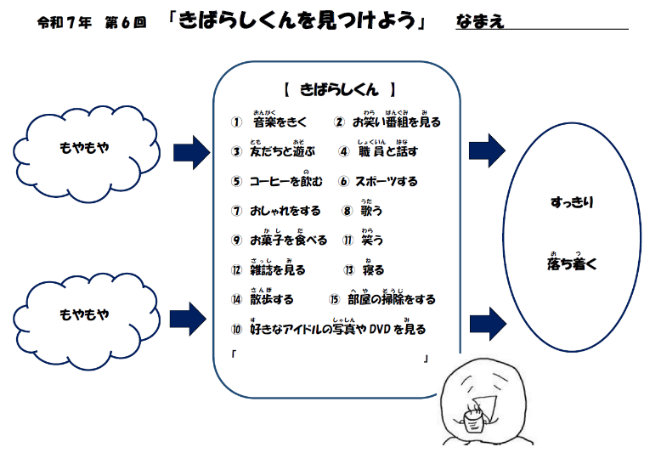 令和７年 第６回 「きばらしくんを見つけよう」 なまえ
【 きばらしくん 】
もやもや
① 音楽をきく ② お笑い番組を見る
③ 友だちと遊ぶ ④ 職員と話す
⑤ コーヒーを飲む ⑥ スポーツする
⑦ おしゃれをする ⑧ 歌う
⑨ お菓子を食べる ⑪ 笑う
⑫ 雑誌を見る ⑬ 寝る
⑭ 散歩する ⑮ 部屋の掃除をする
⑩ 好きなアイドルの写真や DVD を見る
「 」
もやもや
すっきり
落ち着く